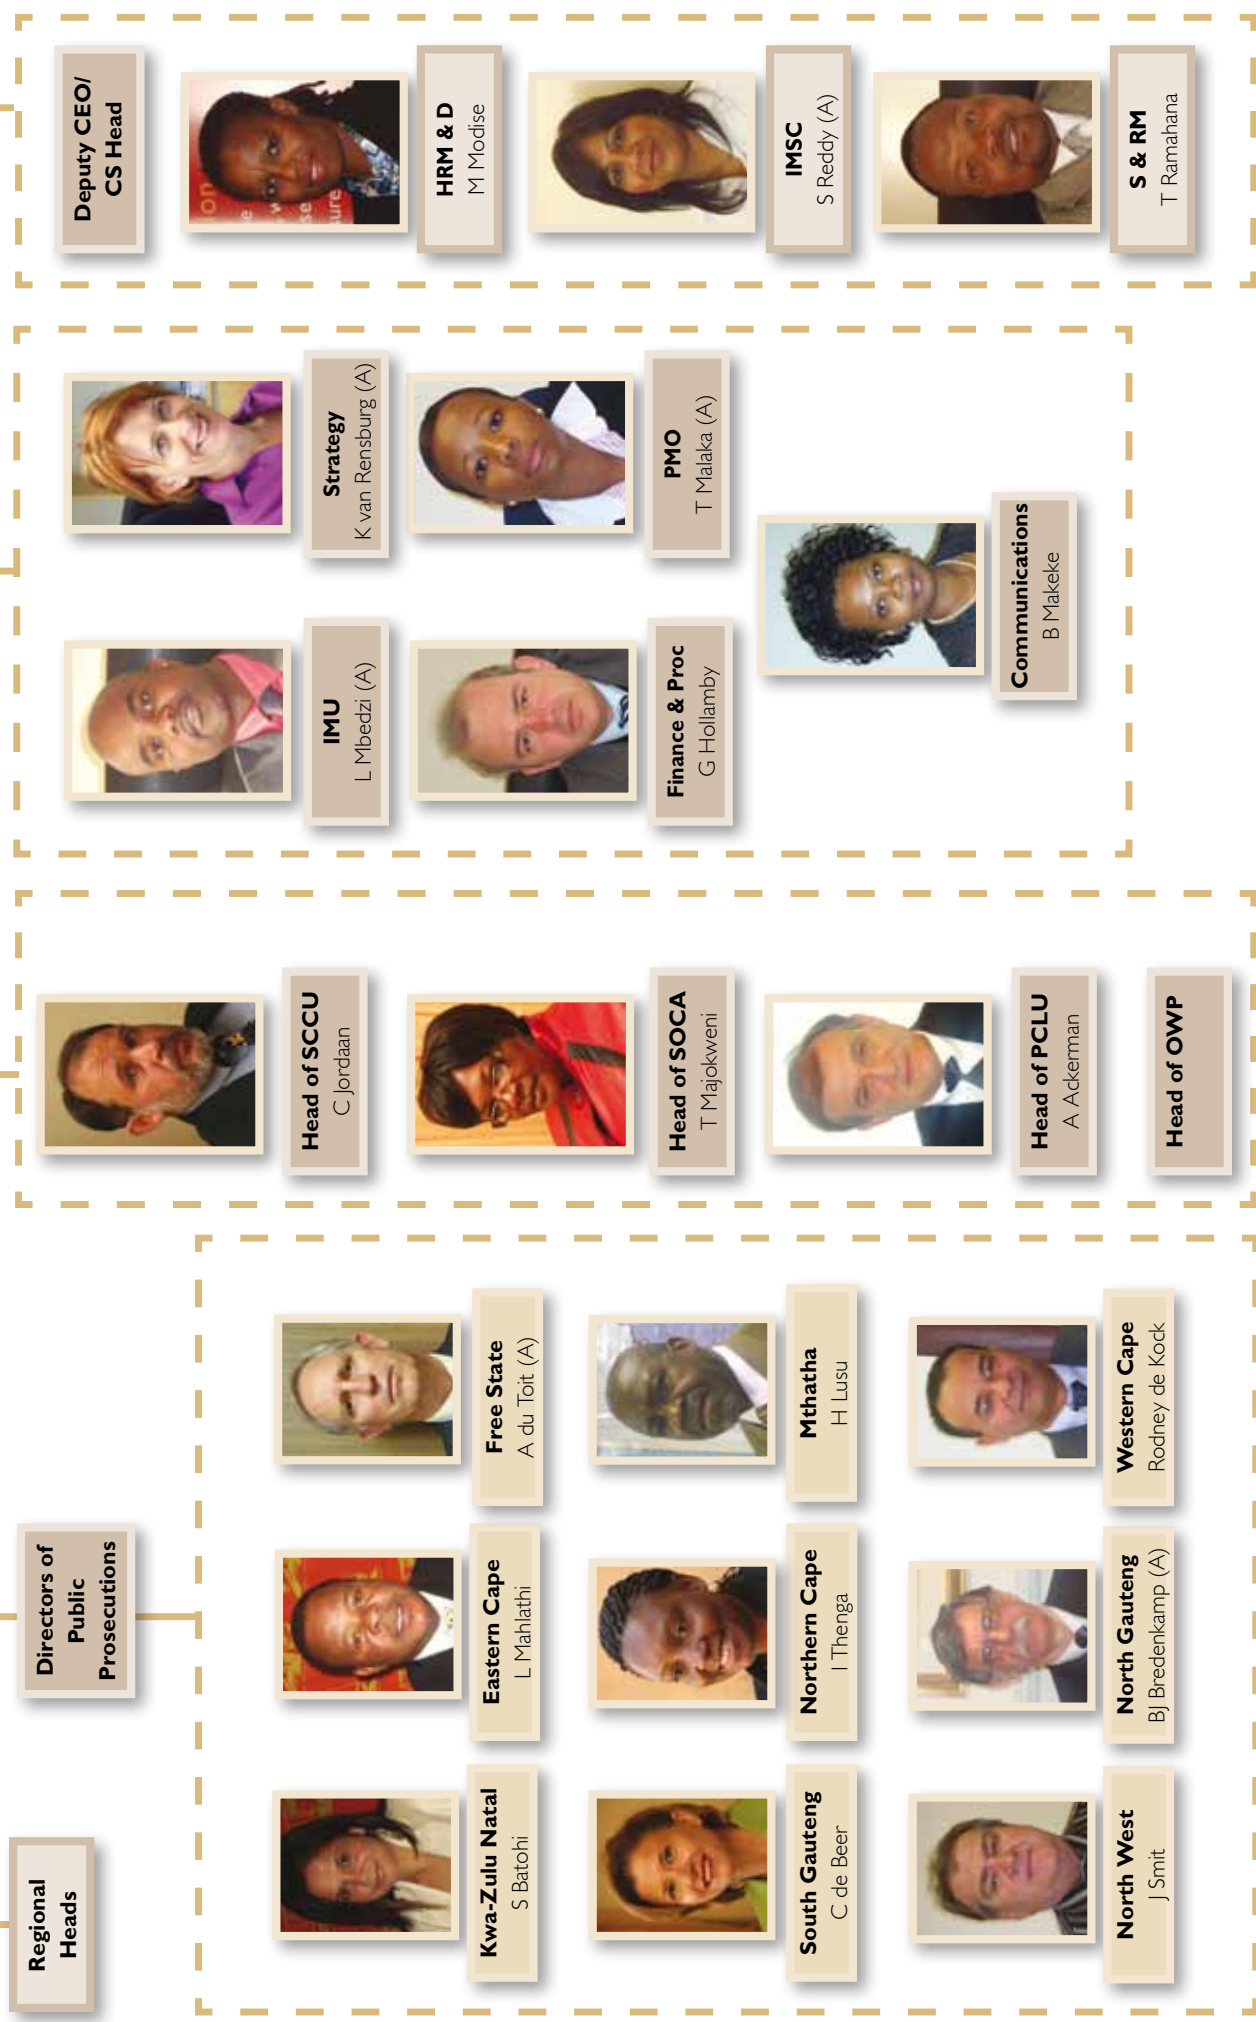 Regional
Heads
Directors of
Public
Prosecutions
Kwa-Zulu Natal
S Batohi
Eastern Cape
L Mahlathi
Free State
A du Toit (A)
South Gauteng
C de Beer
Northern Cape
I Thenga
Mthatha
H Lusu
North West
J Smit
North Gauteng
BJ Bredenkamp (A)
Western Cape
Rodney de Kock
Head of SCCU
C Jordaan
Head of SOCA
T Majokweni
Head of PCLU
A Ackerman
Head of OWP
IMU
L Mbedzi (A)
Strategy
K van Rensburg (A)
Finance & Proc
G Hollamby
PMO
T Malaka (A)
Communications
B Makeke
Deputy CEO/
CS Head
HRM & D
M Modise
IMSC
S Reddy (A)
S & RM
T Ramahana